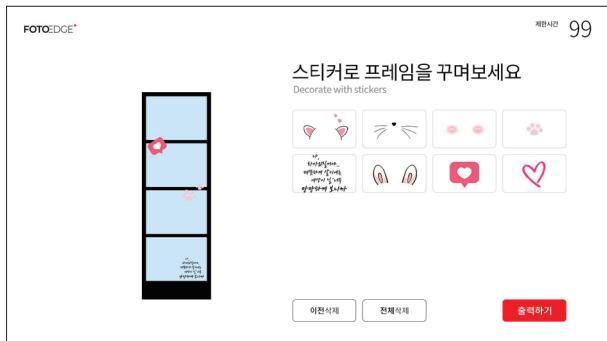 FOTOEDGE
제한시간 99
스티커로 프레임을 꾸며보세요
Decorate with stickers
이전삭제
전체삭제
출력하기